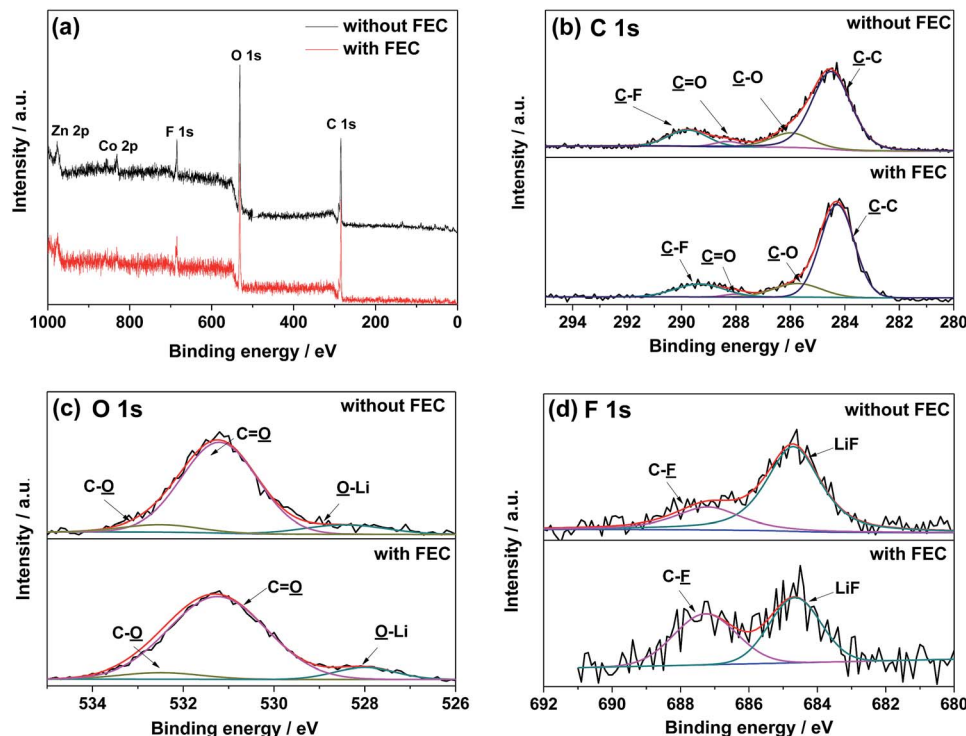 (a)
without FEC
with FEC
O 1s
C 1s
F 1s
Zn 2p
Co 2p
Intensity / a.u.
1000 800 600 400 200 0
Binding energy / eV
(b) C 1s
without FEC
C-C
C-F
C=O
C-O
with FEC
C-C
C-F
C=O
C-O
Intensity / a.u.
294 292 290 288 286 284 282 280
Binding energy / eV
(c) O 1s
without FEC
C=O
C-O
O-Li
with FEC
C=O
C-O
O-Li
Intensity / a.u.
534 532 530 528 526
Binding energy / eV
(d) F 1s
without FEC
LiF
C-F
with FEC
C-F
LiF
Intensity / a.u.
692 690 688 686 684 682 680
Binding energy / eV